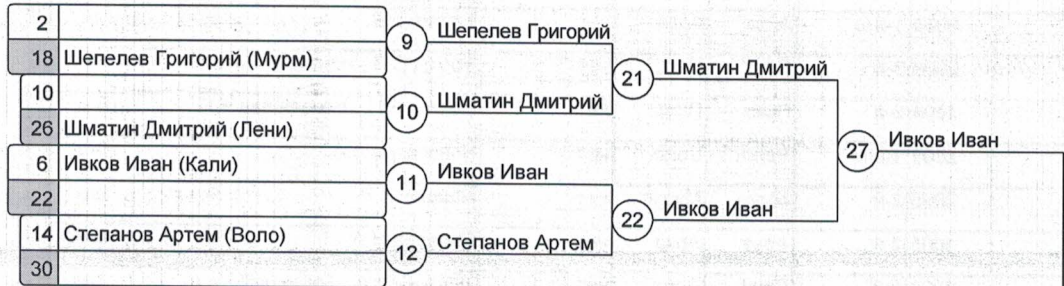 2
18 Шепелев Григорий (Мурм)
10
26 Шматин Дмитрий (Лени)
6 Ивков Иван (Кали)
22
14 Степанов Артем (Воло)
30
9 Шепелев Григорий
10 Шматин Дмитрий
11 Ивков Иван
12 Степанов Артем
21 Шматин Дмитрий
22 Ивков Иван
27 Ивков Иван